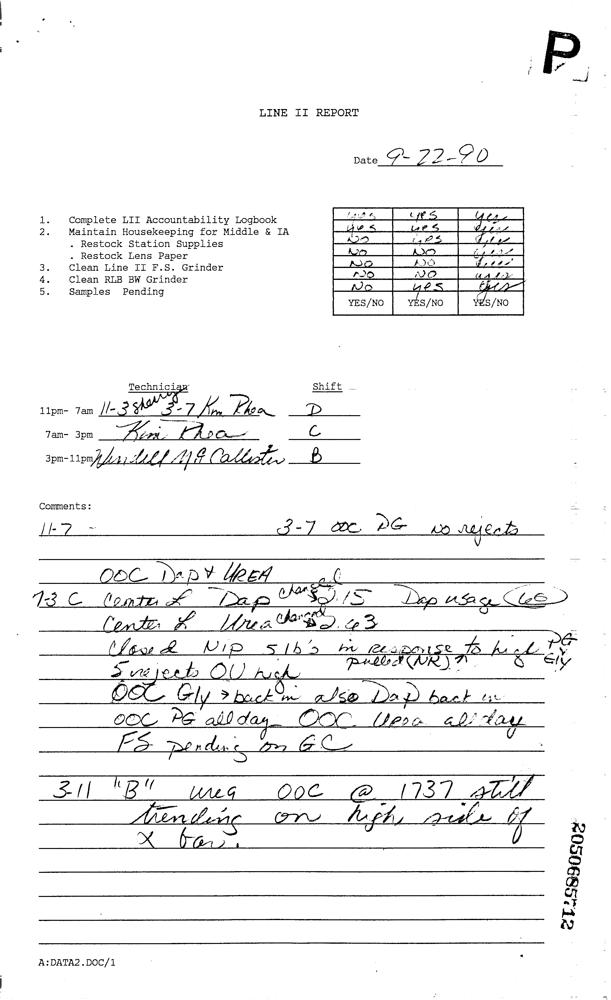 P
LINE II REPORT
Date 9-22-90
1. Complete LII Accountability Logbook
2. Maintain Housekeeping for Middle & IA
. Restock Station Supplies
. Restock Lens Paper
3. Clean Line II F.S. Grinder
4. Clean RLB BW Grinder
5. Samples Pending
yes yes yes
yes yes yes
No yes yes
No No yes
No No yes
No No yes
No yes yes
YES/NO YES/NO YES/NO
Technician Shift
11pm- 7am 11-3 Sherry 3-7 Kim Rhea D
7am- 3pm Kim Rhea C
3pm-11pm Wendell McCallister B
Comments:
11-7 - 3-7 OOC PG no rejects
OOC Dap & UREA
7-3 C Center L Dap changed 2.15 Dap usage
Center L Urea changed 2.63
Closed NIP 5 lb's in response to high PG & Gly
5 rejects OV high pulled (NR) ↑
OOC Gly > back in also Dap back in
OOC PG all day OOC Urea all day
FS pending on GC
3-11 "B" urea OOC @ 1737 still
trending on high side of
X bar.
2050685712
A:DATA2.DOC/1